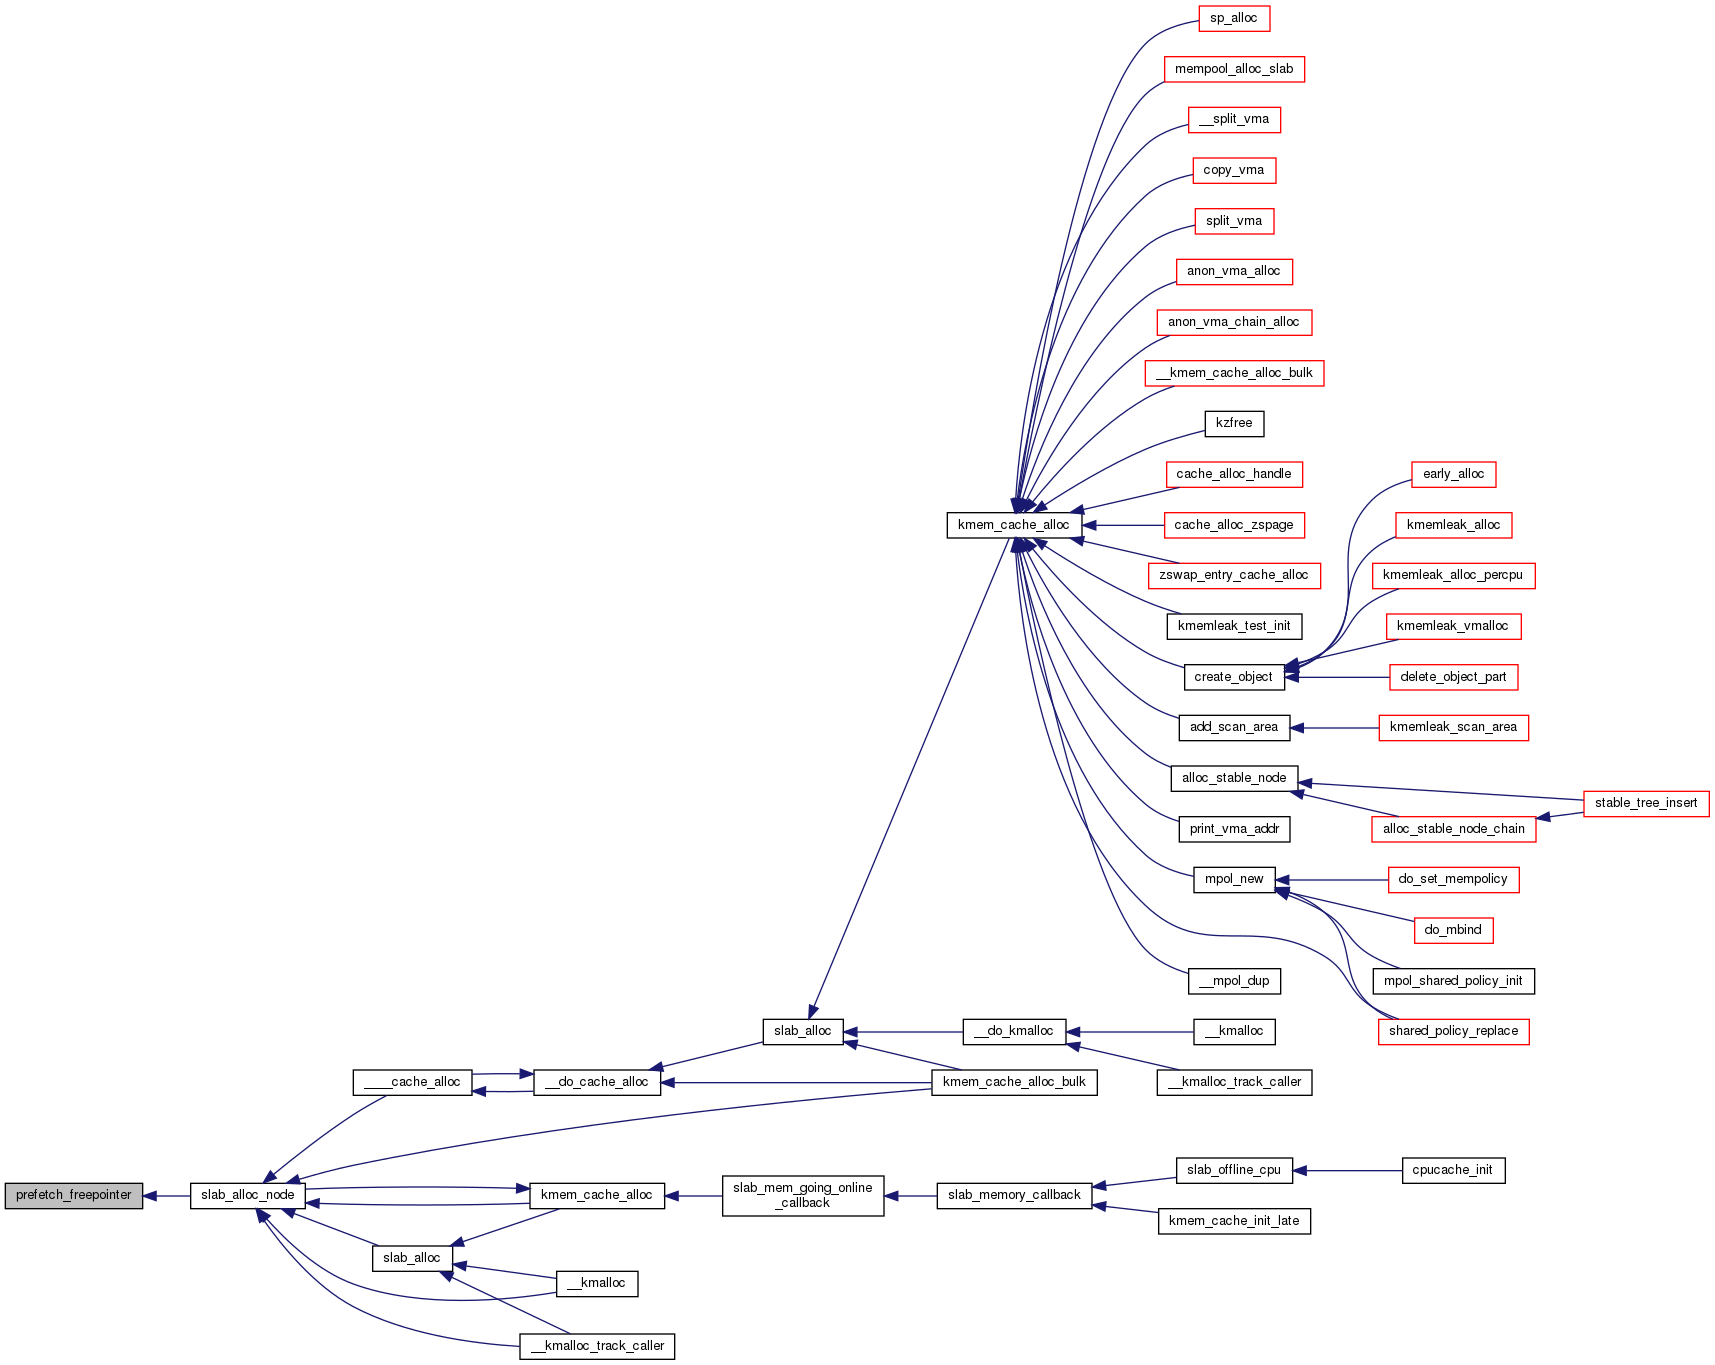 sp_alloc
mempool_alloc_slab
__split_vma
copy_vma
split_vma
anon_vma_alloc
anon_vma_chain_alloc
__kmem_cache_alloc_bulk
kzfree
cache_alloc_handle
early_alloc
kmem_cache_alloc
cache_alloc_zspage
kmemleak_alloc
zswap_entry_cache_alloc
kmemleak_alloc_percpu
kmemleak_test_init
kmemleak_vmalloc
create_object
delete_object_part
add_scan_area
kmemleak_scan_area
alloc_stable_node
stable_tree_insert
print_vma_addr
alloc_stable_node_chain
mpol_new
do_set_mempolicy
do_mbind
__mpol_dup
mpol_shared_policy_init
slab_alloc
__do_kmalloc
__kmalloc
shared_policy_replace
____cache_alloc
__do_cache_alloc
kmem_cache_alloc_bulk
__kmalloc_track_caller
slab_offline_cpu
cpucache_init
prefetch_freepointer
slab_alloc_node
kmem_cache_alloc
slab_mem_going_online
_callback
slab_memory_callback
kmem_cache_init_late
slab_alloc
__kmalloc
__kmalloc_track_caller